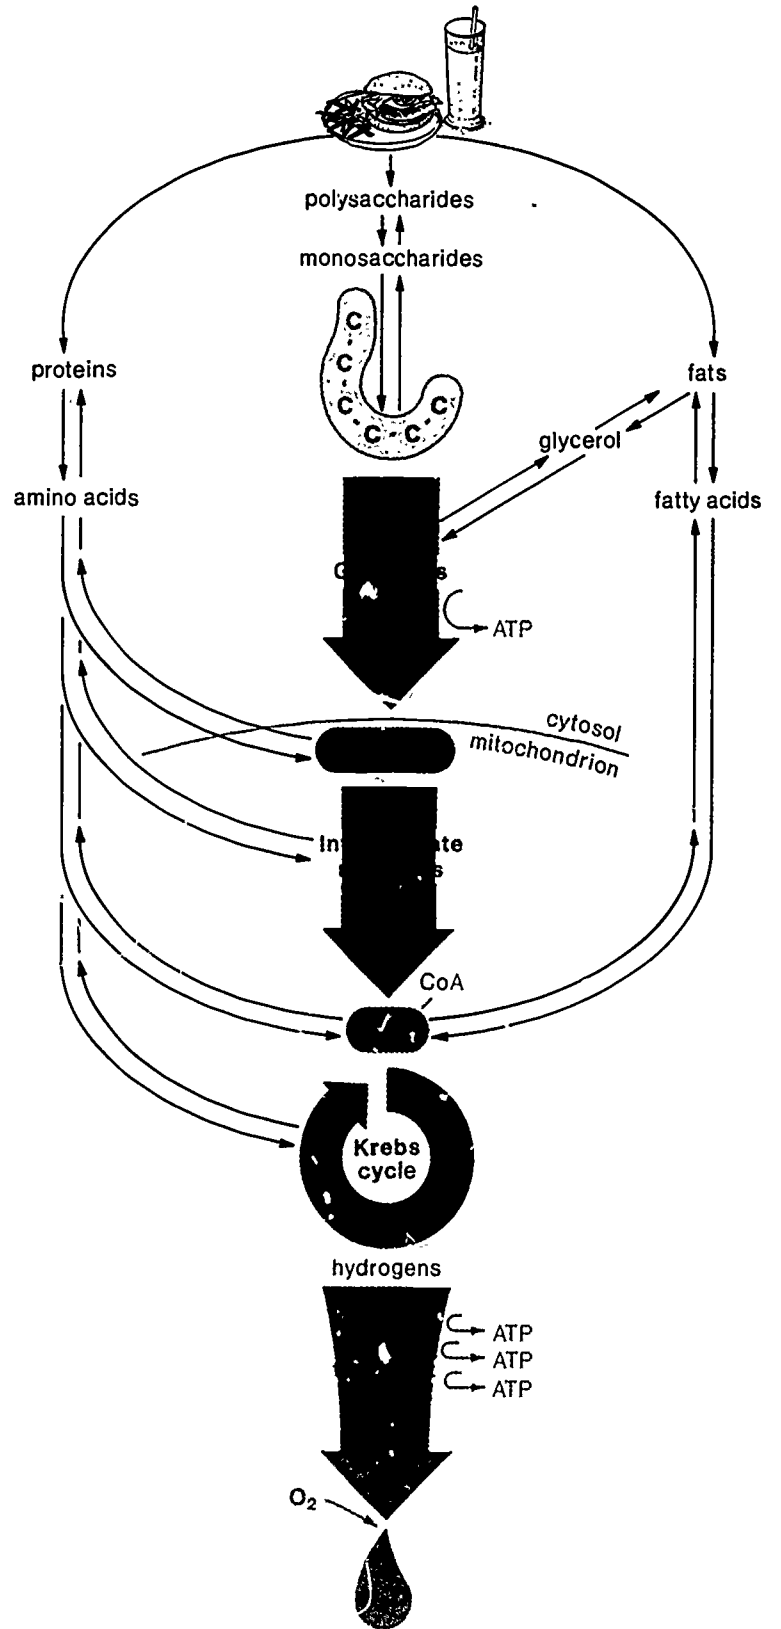 polysaccharides
monosaccharides
C
C
C
C
C
C
proteins
fats
glycerol
amino acids
fatty acids
ATP
cytosol
mitochondrion
CoA
Krebs
cycle
hydrogens
ATP
ATP
ATP
O₂